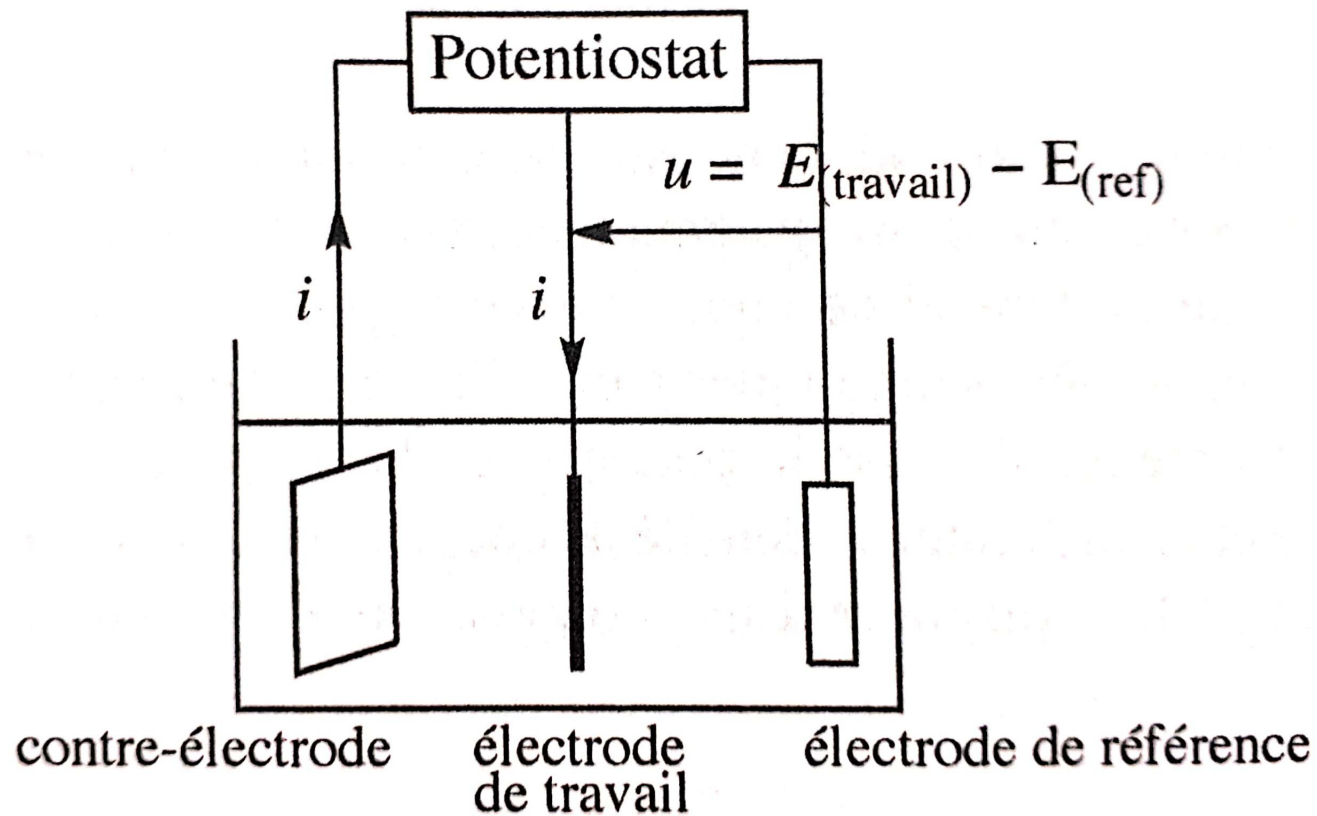 Potentiostat
u = E(travail) − E(ref)
i
i
contre-électrode
électrode
de travail
électrode de référence